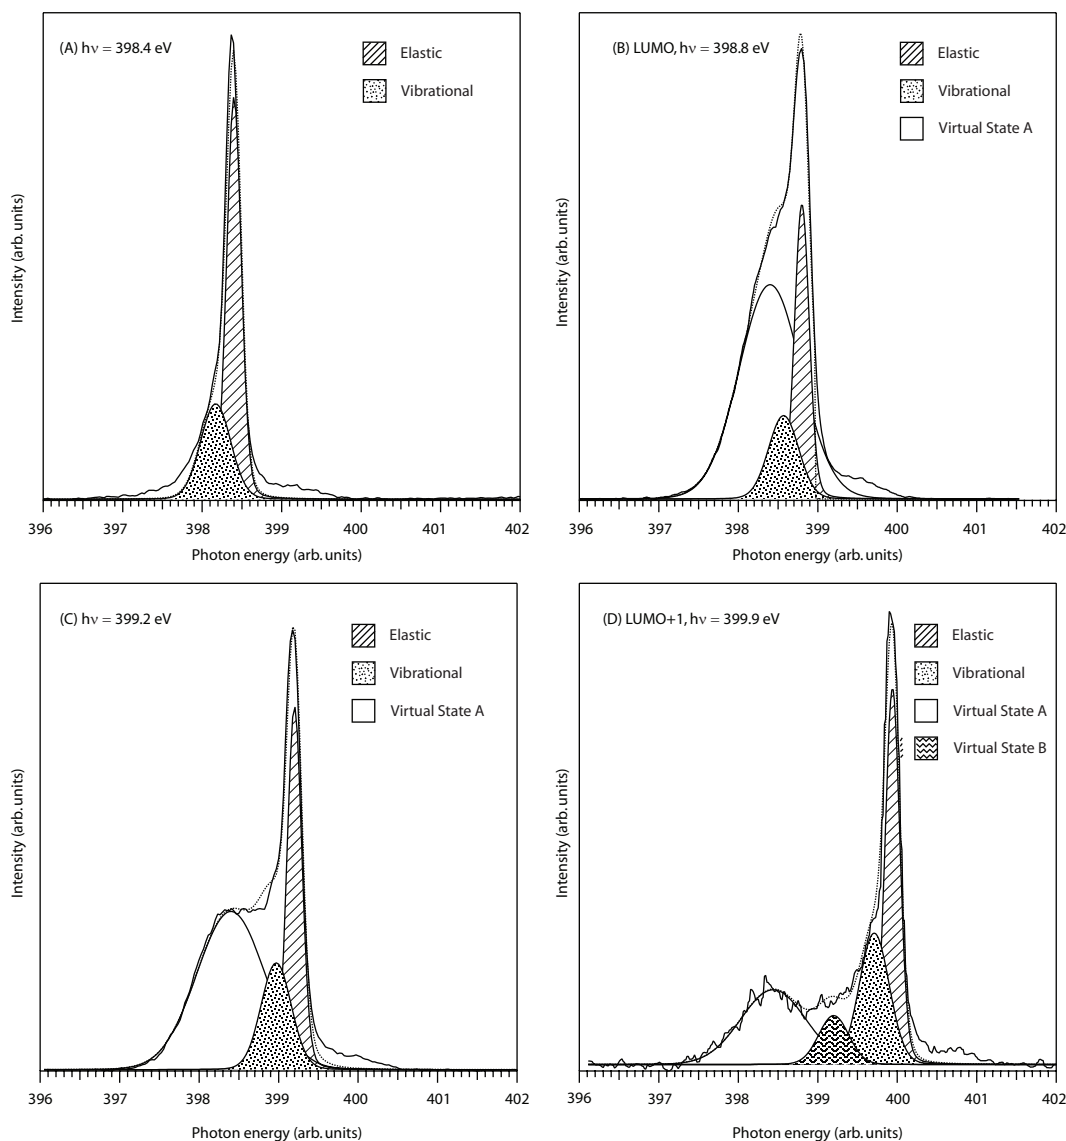 (A) hν = 398.4 eV
Elastic
Vibrational
Intensity (arb. units)
396 397 398 399 400 401 402
Photon energy (arb. units)
(B) LUMO, hν = 398.8 eV
Elastic
Vibrational
Virtual State A
Intensity (arb. units)
396 397 398 399 400 401 402
Photon energy (arb. units)
(C) hν = 399.2 eV
Elastic
Vibrational
Virtual State A
Intensity (arb. units)
396 397 398 399 400 401 402
Photon energy (arb. units)
(D) LUMO+1, hν = 399.9 eV
Elastic
Vibrational
Virtual State A
Virtual State B
Intensity (arb. units)
396 397 398 399 400 401 402
Photon energy (arb. units)